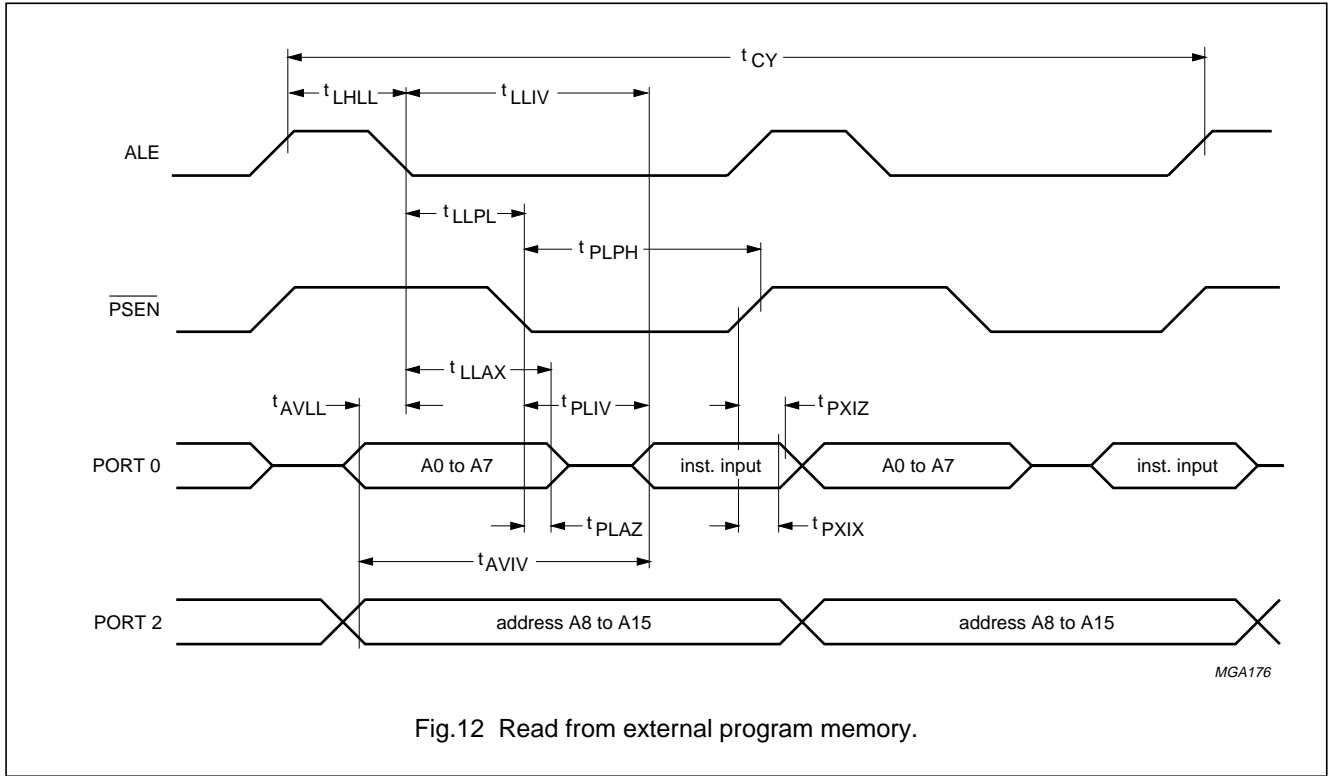 t CY
t LHLL
t LLIV
ALE
t LLPL
t PLPH
PSEN
t LLAX
t AVLL
t PLIV
t PXIZ
PORT 0
A0 to A7
inst. input
A0 to A7
inst. input
t PLAZ
t PXIX
t AVIV
PORT 2
address A8 to A15
address A8 to A15
MGA176
Fig.12 Read from external program memory.